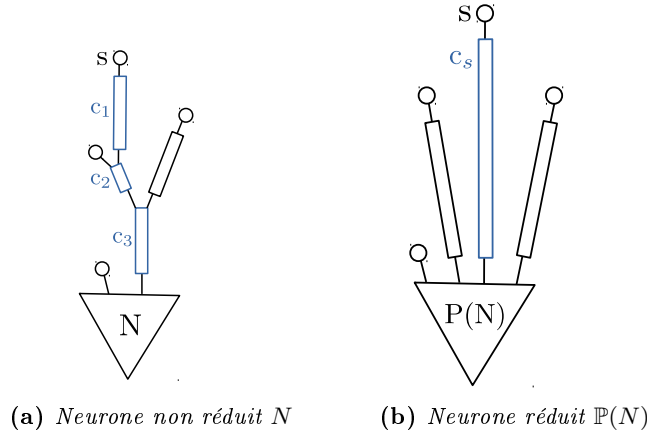 s
c₁
c₂
c₃
N
s
cₛ
P(N)
(a) Neurone non réduit N
(b) Neurone réduit ℙ(N)